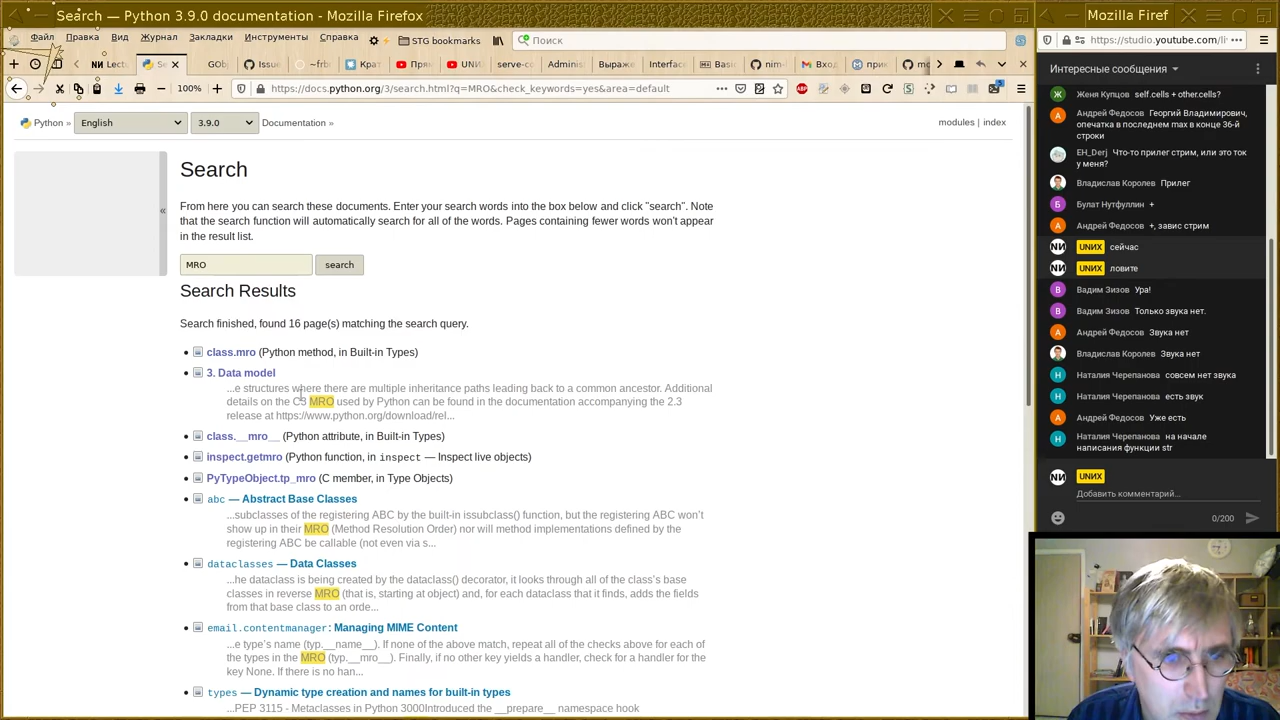 Search — Python 3.9.0 documentation - Mozilla Firefox
Mozilla Firef
Файл Правка Вид Журнал Закладки Инструменты Справка
STG bookmarks
Поиск
https://studio.youtube.com/li
Lect
Se
GOb
Issue
~frb
Крат
Прям
UNI
serve-c
Adminis
Выраже
Interfac
Basic
nim-
Вход
при
mo
100%
https://docs.python.org/3/search.html?q=MRO&check_keywords=yes&area=default
Python »
English
3.9.0
Documentation »
modules | index
«
Search
From here you can search these documents. Enter your search words into the box below and click "search". Note
that the search function will automatically search for all of the words. Pages containing fewer words won't appear
in the result list.
MRO
search
Search Results
Search finished, found 16 page(s) matching the search query.
class.mro (Python method, in Built-in Types)
3. Data model
...e structures where there are multiple inheritance paths leading back to a common ancestor. Additional
details on the C3 MRO used by Python can be found in the documentation accompanying the 2.3
release at https://www.python.org/download/rel...
class.__mro__ (Python attribute, in Built-in Types)
inspect.getmro (Python function, in inspect — Inspect live objects)
PyTypeObject.tp_mro (C member, in Type Objects)
abc — Abstract Base Classes
...subclasses of the registering ABC by the built-in issubclass() function, but the registering ABC won't
show up in their MRO (Method Resolution Order) nor will method implementations defined by the
registering ABC be callable (not even via s...
dataclasses — Data Classes
...he dataclass is being created by the dataclass() decorator, it looks through all of the class's base
classes in reverse MRO (that is, starting at object) and, for each dataclass that it finds, adds the fields
from that base class to an orde...
email.contentmanager: Managing MIME Content
...e type's name (typ.__name__). If none of the above match, repeat all of the checks above for each of
the types in the MRO (typ.__mro__). Finally, if no other key yields a handler, check for a handler for the
key None. If there is no han...
types — Dynamic type creation and names for built-in types
...PEP 3115 - Metaclasses in Python 3000Introduced the __prepare__ namespace hook
Интересные сообщения
Женя Купцов self.cells + other.cells?
Андрей Федосов Георгий Владимирович,
опечатка в последнем max в конце 36-й
строки
EH_Derj Что-то прилег стрим, или это ток
у меня?
Владислав Королев Прилег
Булат Нутфуллин +
Андрей Федосов +, завис стрим
UNИX сейчас
UNИX ловите
Вадим Зизов Ура!
Вадим Зизов Только звука нет.
Андрей Федосов Звука нет
Владислав Королев Звука нет
Наталия Черепанова совсем нет звука
Наталия Черепанова есть звук
Андрей Федосов Уже есть
Наталия Черепанова на начале
написания функции str
UNИX
Добавить комментарий...
0/200